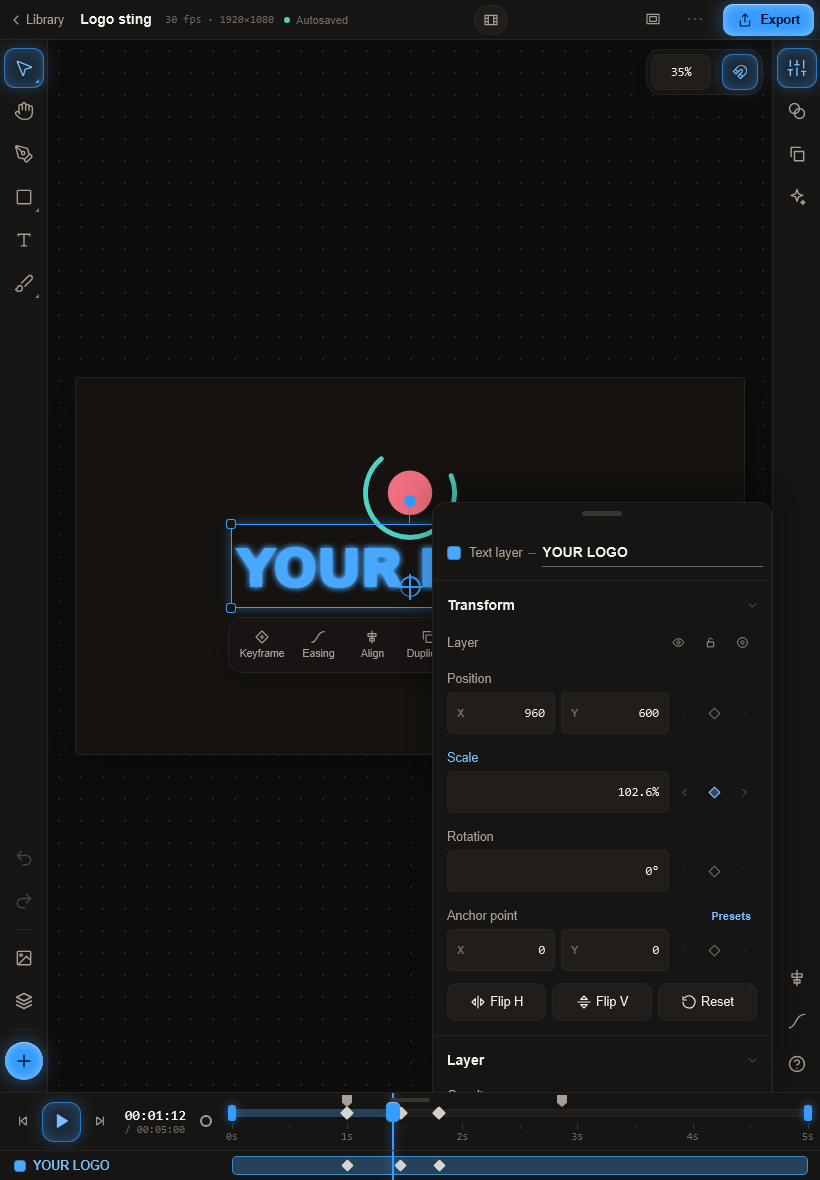 Library
Logo sting
30 fps · 1920×1080
Autosaved
Export
35%
YOUR
Keyframe
Easing
Align
Text layer – YOUR LOGO
Transform
Layer
Position
X 960
Y 600
Scale
102.6%
Rotation
0°
Anchor point
Presets
X 0
Y 0
Flip H
Flip V
Reset
Layer
00:01:12
/ 00:05:00
0s
1s
2s
3s
4s
5s
YOUR LOGO